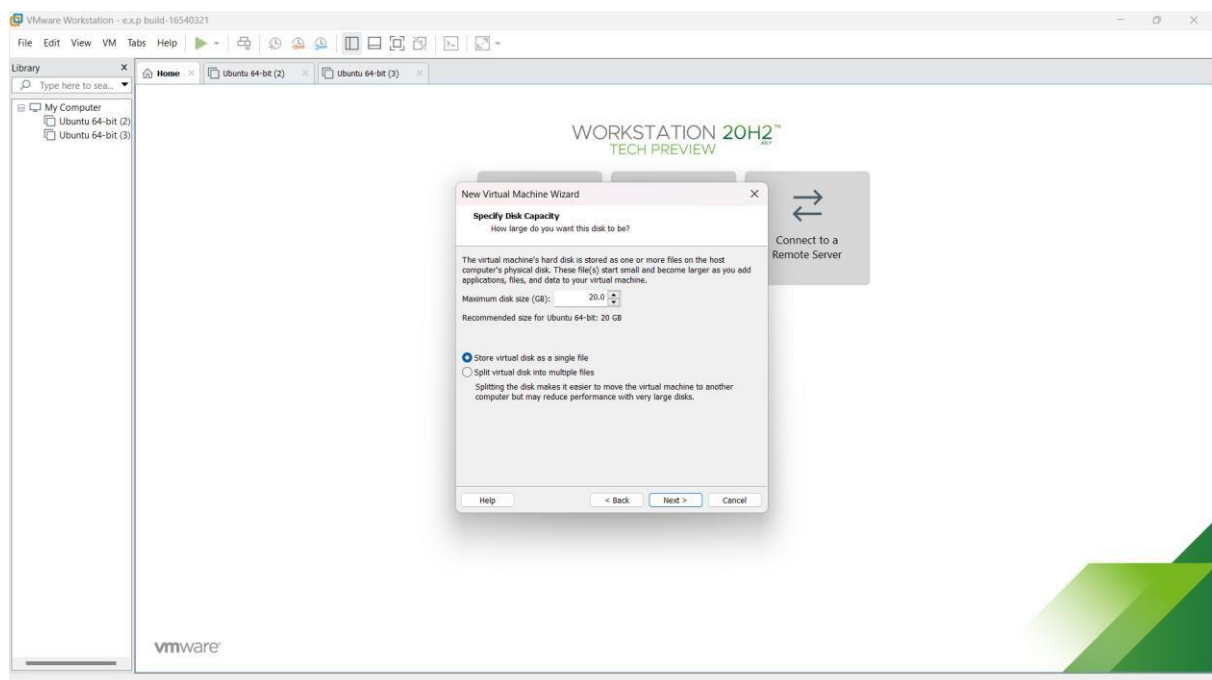 VMware Workstation - e.x.p build-16540321
File Edit View VM Tabs Help
Library X
Home
Ubuntu 64-bit (2)
Ubuntu 64-bit (3)
Type here to sea...
My Computer
Ubuntu 64-bit (2)
Ubuntu 64-bit (3)
WORKSTATION 20H2™
JULY
TECH PREVIEW
Connect to a
Remote Server
New Virtual Machine Wizard
Specify Disk Capacity
How large do you want this disk to be?
The virtual machine's hard disk is stored as one or more files on the host
computer's physical disk. These file(s) start small and become larger as you add
applications, files, and data to your virtual machine.
Maximum disk size (GB): 20.0
Recommended size for Ubuntu 64-bit: 20 GB
Store virtual disk as a single file
Split virtual disk into multiple files
Splitting the disk makes it easier to move the virtual machine to another
computer but may reduce performance with very large disks.
Help < Back Next > Cancel
vmware